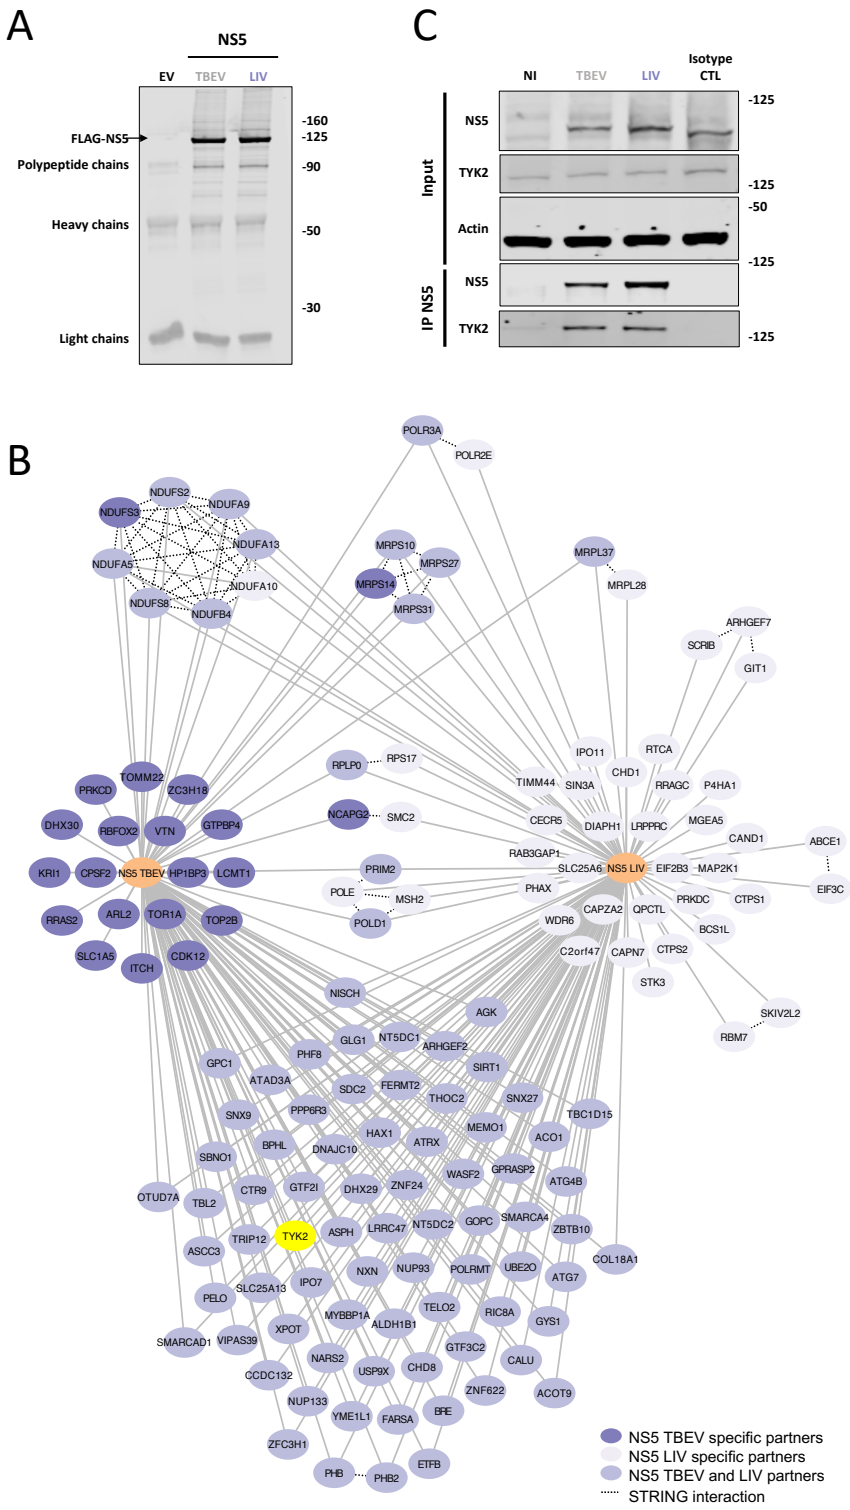 A
NS5
EV
TBEV
LIV
FLAG-NS5
-160
-125
Polypeptide chains
-90
Heavy chains
-50
-30
Light chains
C
NI
TBEV
LIV
Isotype
CTL
Input
NS5
-125
TYK2
-125
-50
Actin
-125
IP NS5
NS5
TYK2
-125
B
POLR3A
POLR2E
NDUFS2
NDUFS3
NDUFA9
NDUFA13
NDUFA5
NDUFA10
NDUFS8
NDUFB4
MRPS10
MRPS27
MRPS14
MRPS31
MRPL37
MRPL28
ARHGEF7
SCRIB
GIT1
TOMM22
PRKCD
ZC3H18
DHX30
RBFOX2
VTN
GTPBP4
KRI1
CPSF2
NS5 TBEV
HP1BP3
LCMT1
RRAS2
ARL2
TOR1A
TOP2B
SLC1A5
ITCH
CDK12
RPLP0
RPS17
NCAPG2
SMC2
PRIM2
POLE
MSH2
POLD1
IPO11
RTCA
TIMM44
SIN3A
CHD1
RRAGC
P4HA1
CECR5
DIAPH1
LRPPRC
MGEA5
CAND1
ABCE1
RAB3GAP1
SLC25A6
NS5 LIV
EIF2B3
MAP2K1
EIF3C
PHAX
PRKDC
CTPS1
WDR6
CAPZA2
QPCTL
BCS1L
C2orf47
CAPN7
CTPS2
STK3
SKIV2L2
RBM7
NISCH
AGK
GLG1
NT5DC1
ARHGEF2
PHF8
GPC1
SIRT1
ATAD3A
SDC2
FERMT2
THOC2
SNX27
SNX9
PPP6R3
TBC1D15
HAX1
ATRX
MEMO1
ACO1
BPHL
DNAJC10
SBNO1
WASF2
GPRASP2
OTUD7A
TBL2
CTR9
GTF2I
DHX29
ZNF24
ATG4B
ASCC3
TRIP12
TYK2
ASPH
LRRC47
NT5DC2
GOPC
SMARCA4
ZBTB10
COL18A1
PELO
SLC25A13
IPO7
NXN
NUP93
POLRMT
UBE2O
ATG7
SMARCAD1
VIPAS39
XPOT
MYBBP1A
ALDH1B1
TELO2
RIC8A
GYS1
CCDC132
NARS2
USP9X
CHD8
GTF3C2
CALU
NUP133
YME1L1
FARSA
BRE
ZNF622
ACOT9
ZFC3H1
PHB
PHB2
ETFB
NS5 TBEV specific partners
NS5 LIV specific partners
NS5 TBEV and LIV partners
STRING interaction